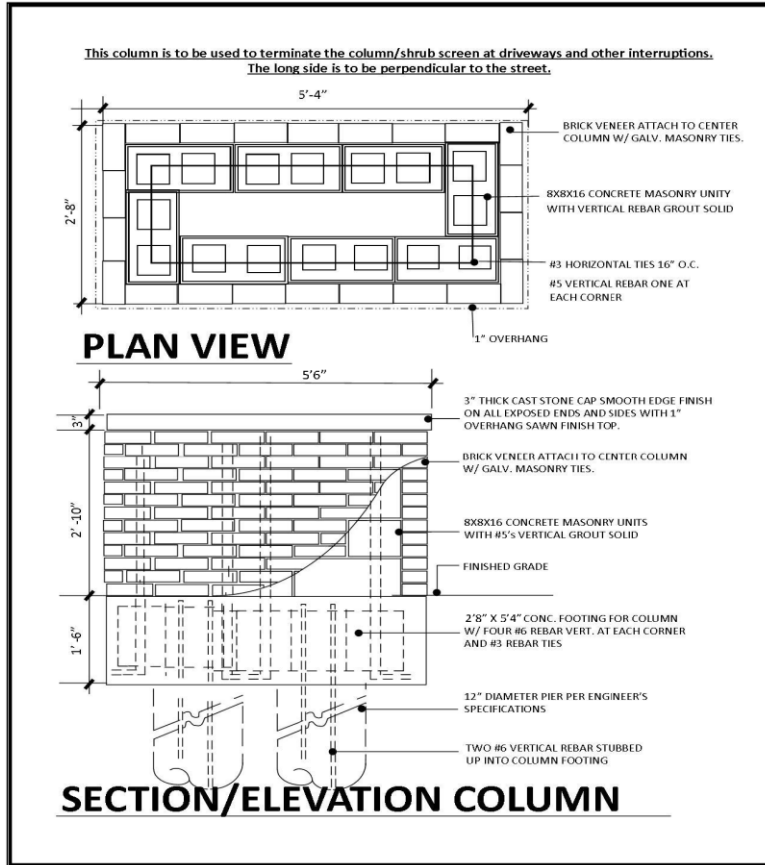 This column is to be used to terminate the column/shrub screen at driveways and other interruptions.
The long side is to be perpendicular to the street.
5'-4"
BRICK VENEER ATTACH TO CENTER
COLUMN W/ GALV. MASONRY TIES.
2'-8"
8X8X16 CONCRETE MASONRY UNITY
WITH VERTICAL REBAR GROUT SOLID
#3 HORIZONTAL TIES 16" O.C.
#5 VERTICAL REBAR ONE AT
EACH CORNER
1" OVERHANG
PLAN VIEW
5'6"
3" THICK CAST STONE CAP SMOOTH EDGE FINISH
ON ALL EXPOSED ENDS AND SIDES WITH 1"
OVERHANG SAWN FINISH TOP.
3"
BRICK VENEER ATTACH TO CENTER COLUMN
W/ GALV. MASONRY TIES.
2' -10"
8X8X16 CONCRETE MASONRY UNITS
WITH #5'S VERTICAL GROUT SOLID
FINISHED GRADE
1' -6"
2'8" X 5'4" CONC. FOOTING FOR COLUMN
W/ FOUR #6 REBAR VERT. AT EACH CORNER
AND #3 REBAR TIES
12" DIAMETER PIER PER ENGINEER'S
SPECIFICATIONS
TWO #6 VERTICAL REBAR STUBBED
UP INTO COLUMN FOOTING
SECTION/ELEVATION COLUMN